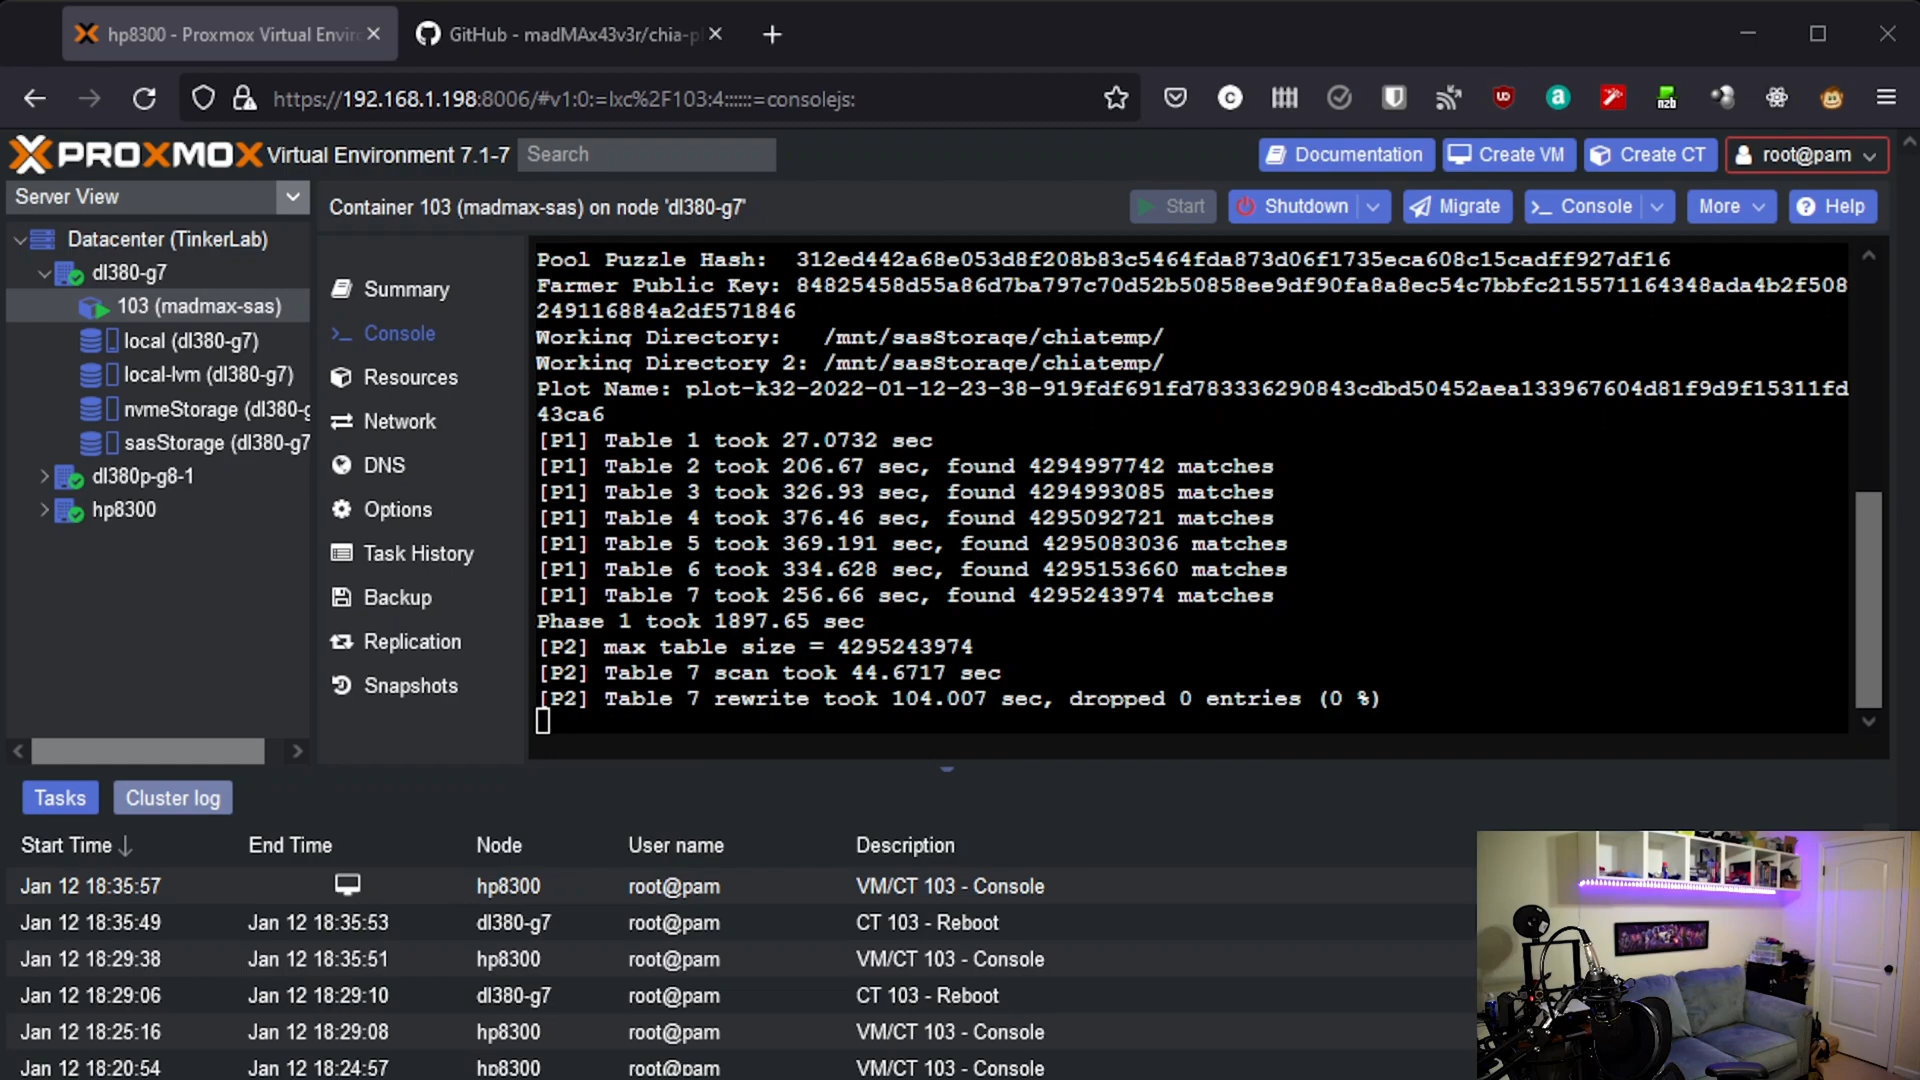 hp8300 - Proxmox Virtual Enviro
GitHub - madMAx43v3r/chia-pl
https://192.168.1.198:8006/#v1:0:=lxc%2F103:4::::::=consolejs:
PROXMOX Virtual Environment 7.1-7
Search
Documentation
Create VM
Create CT
root@pam
Server View
Container 103 (madmax-sas) on node 'dl380-g7'
Start
Shutdown
Migrate
Console
More
Help
Datacenter (TinkerLab)
dl380-g7
103 (madmax-sas)
local (dl380-g7)
local-lvm (dl380-g7)
nvmeStorage (dl380-g
sasStorage (dl380-g7
dl380p-g8-1
hp8300
Summary
Console
Resources
Network
DNS
Options
Task History
Backup
Replication
Snapshots
Pool Puzzle Hash:  312ed442a68e053d8f208b83c5464fda873d06f1735eca608c15cadff927df16
Farmer Public Key: 84825458d55a86d7ba797c70d52b50858ee9df90fa8a8ec54c7bbfc215571164348ada4b2f508
249116884a2df571846
Working Directory:   /mnt/sasStorage/chiatemp/
Working Directory 2: /mnt/sasStorage/chiatemp/
Plot Name: plot-k32-2022-01-12-23-38-919fdf691fd783336290843cdbd50452aea133967604d81f9d9f15311fd
43ca6
[P1] Table 1 took 27.0732 sec
[P1] Table 2 took 206.67 sec, found 4294997742 matches
[P1] Table 3 took 326.93 sec, found 4294993085 matches
[P1] Table 4 took 376.46 sec, found 4295092721 matches
[P1] Table 5 took 369.191 sec, found 4295083036 matches
[P1] Table 6 took 334.628 sec, found 4295153660 matches
[P1] Table 7 took 256.66 sec, found 4295243974 matches
Phase 1 took 1897.65 sec
[P2] max table size = 4295243974
[P2] Table 7 scan took 44.6717 sec
[P2] Table 7 rewrite took 104.007 sec, dropped 0 entries (0 %)
Tasks
Cluster log
Start Time End Time Node User name Description
Jan 12 18:35:57 hp8300 root@pam VM/CT 103 - Console
Jan 12 18:35:49 Jan 12 18:35:53 dl380-g7 root@pam CT 103 - Reboot
Jan 12 18:29:38 Jan 12 18:35:51 hp8300 root@pam VM/CT 103 - Console
Jan 12 18:29:06 Jan 12 18:29:10 dl380-g7 root@pam CT 103 - Reboot
Jan 12 18:25:16 Jan 12 18:29:08 hp8300 root@pam VM/CT 103 - Console
Jan 12 18:20:54 Jan 12 18:24:57 hp8300 root@pam VM/CT 103 - Console